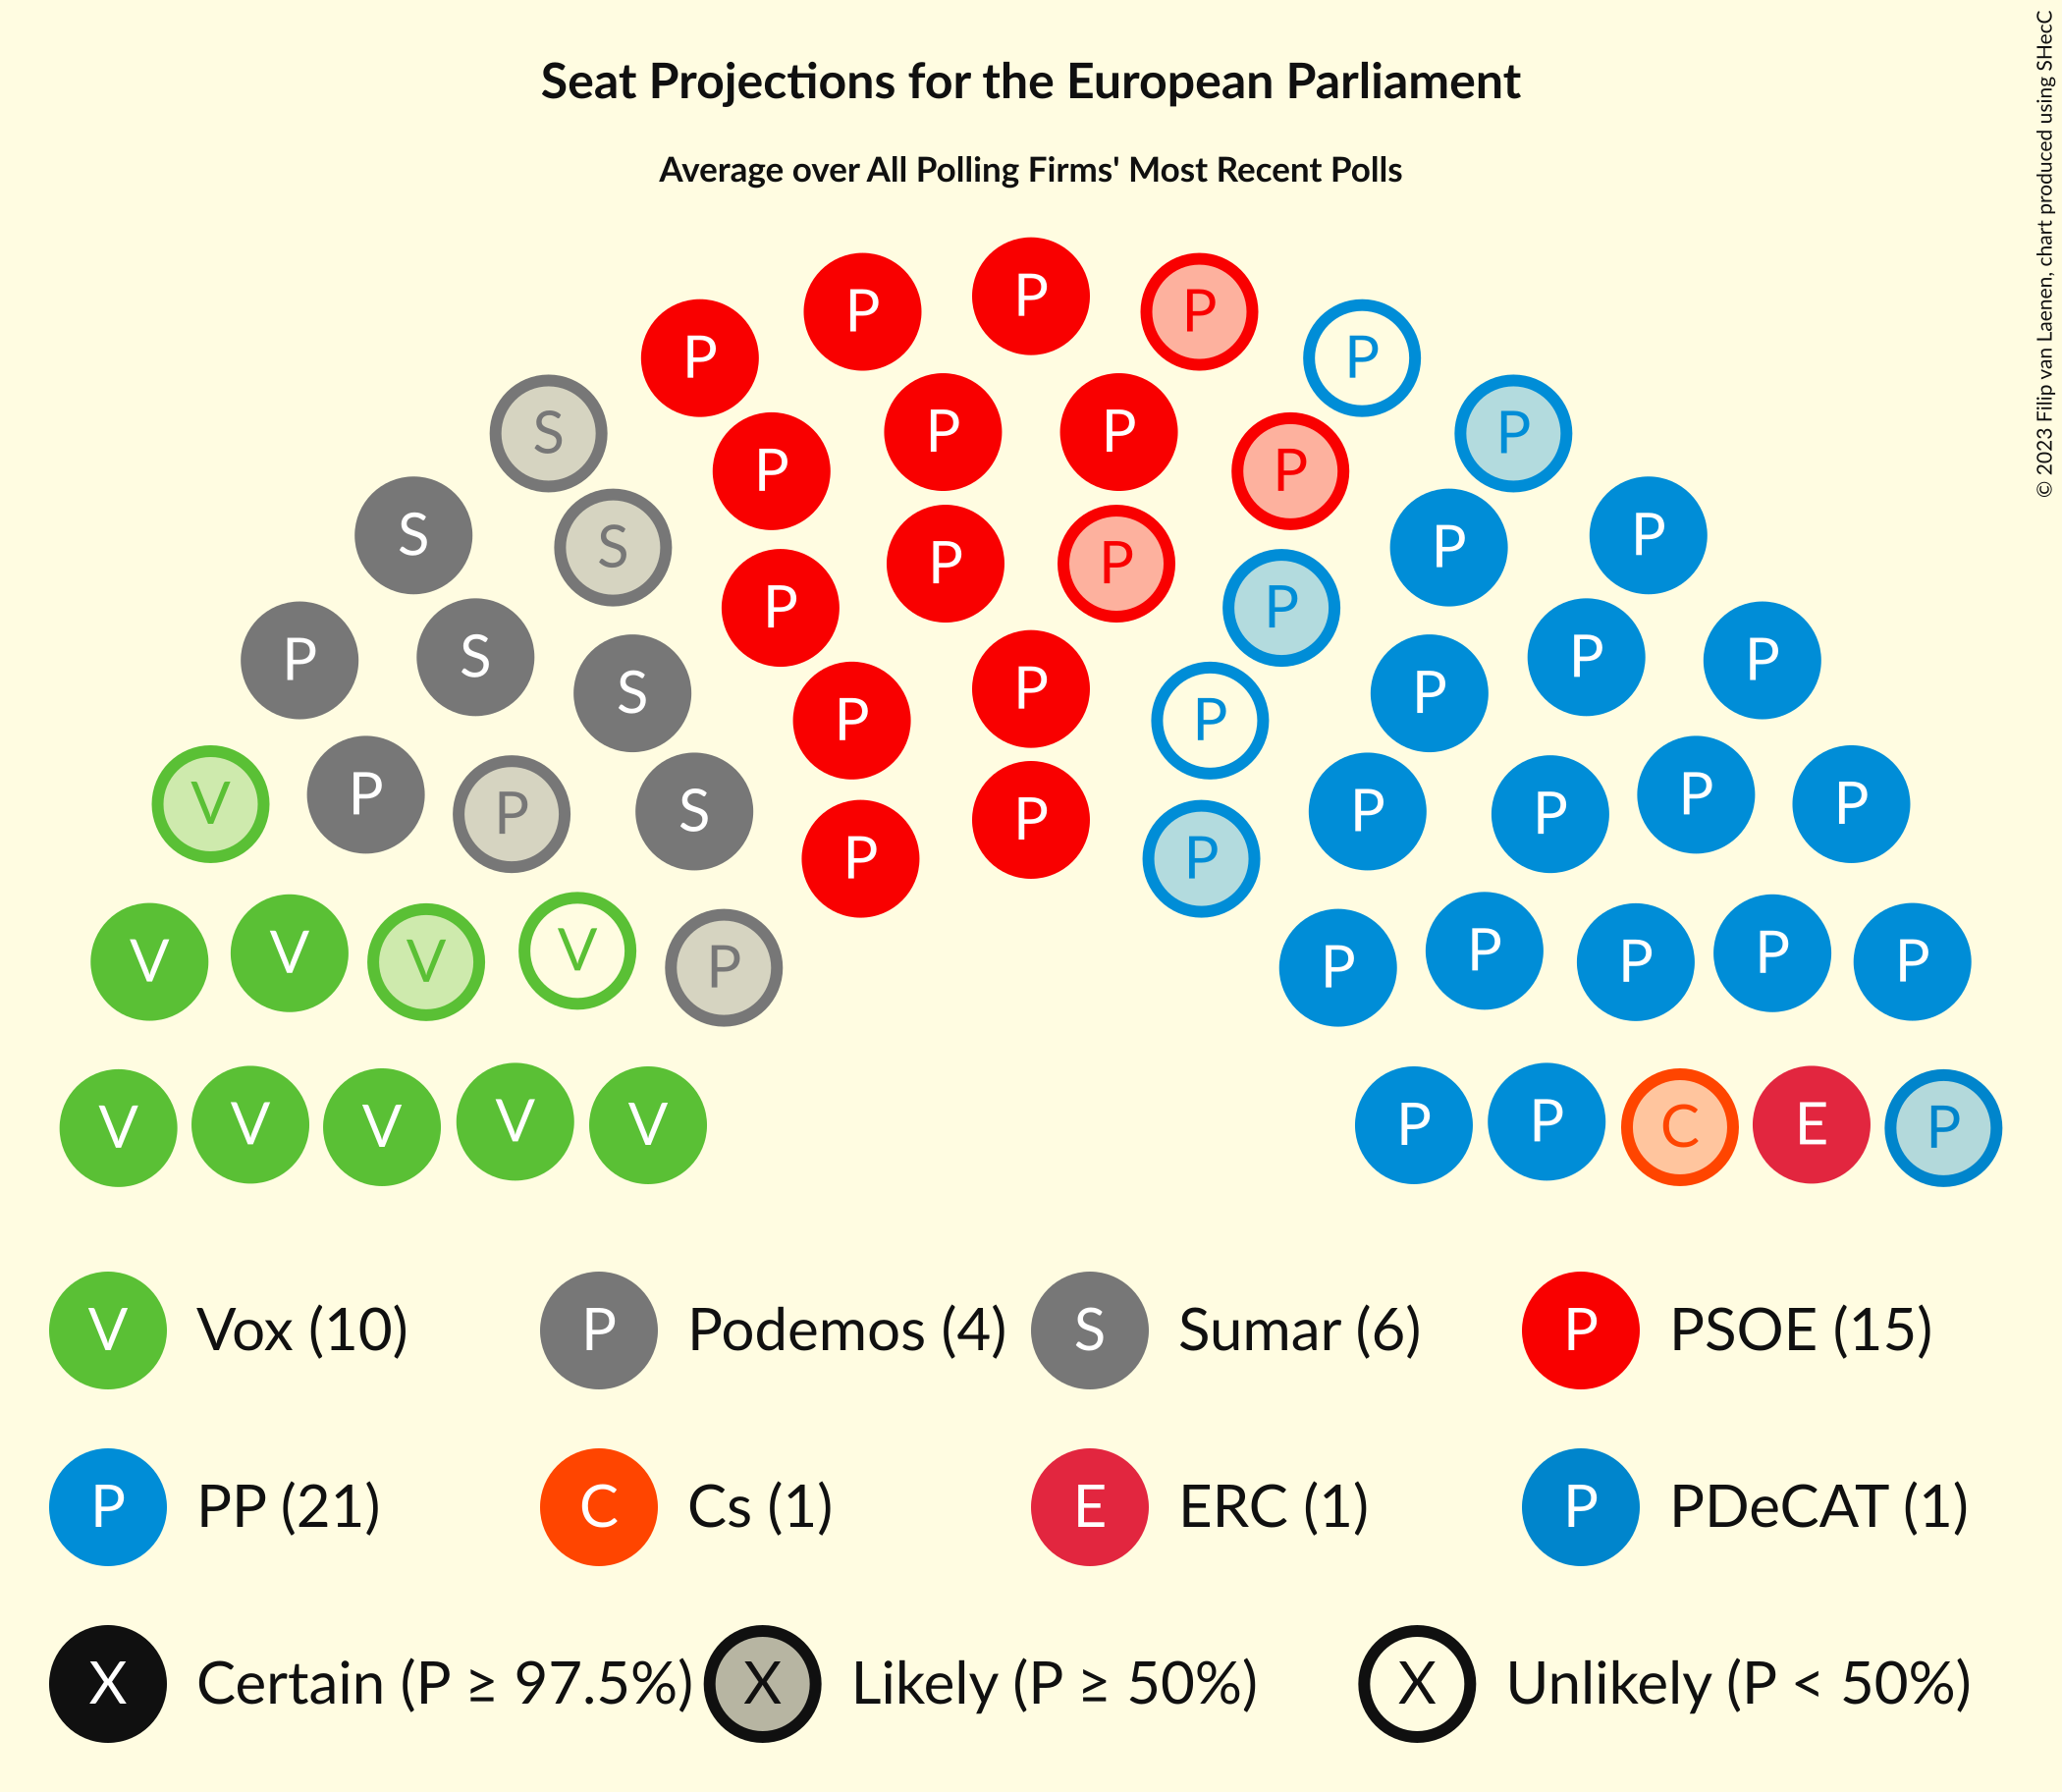 Seat Projections for the European Parliament
Average over All Polling Firms' Most Recent Polls
© 2023 Filip van Laenen, chart produced using SHecC
P
P P
P P
S P
P P
P P
S P
S P
P P P
P P
S P
P P
S P
P
S P
P P
P P
V P
P P
P S
P P
P P
P P
V V V V P
P P P P P
V V V V V
P P C E P
V Vox (10) P Podemos (4) S Sumar (6) P PSOE (15)
P PP (21) C Cs (1) E ERC (1) P PDeCAT (1)
X Certain (P ≥ 97.5%) X Likely (P ≥ 50%) X Unlikely (P < 50%)